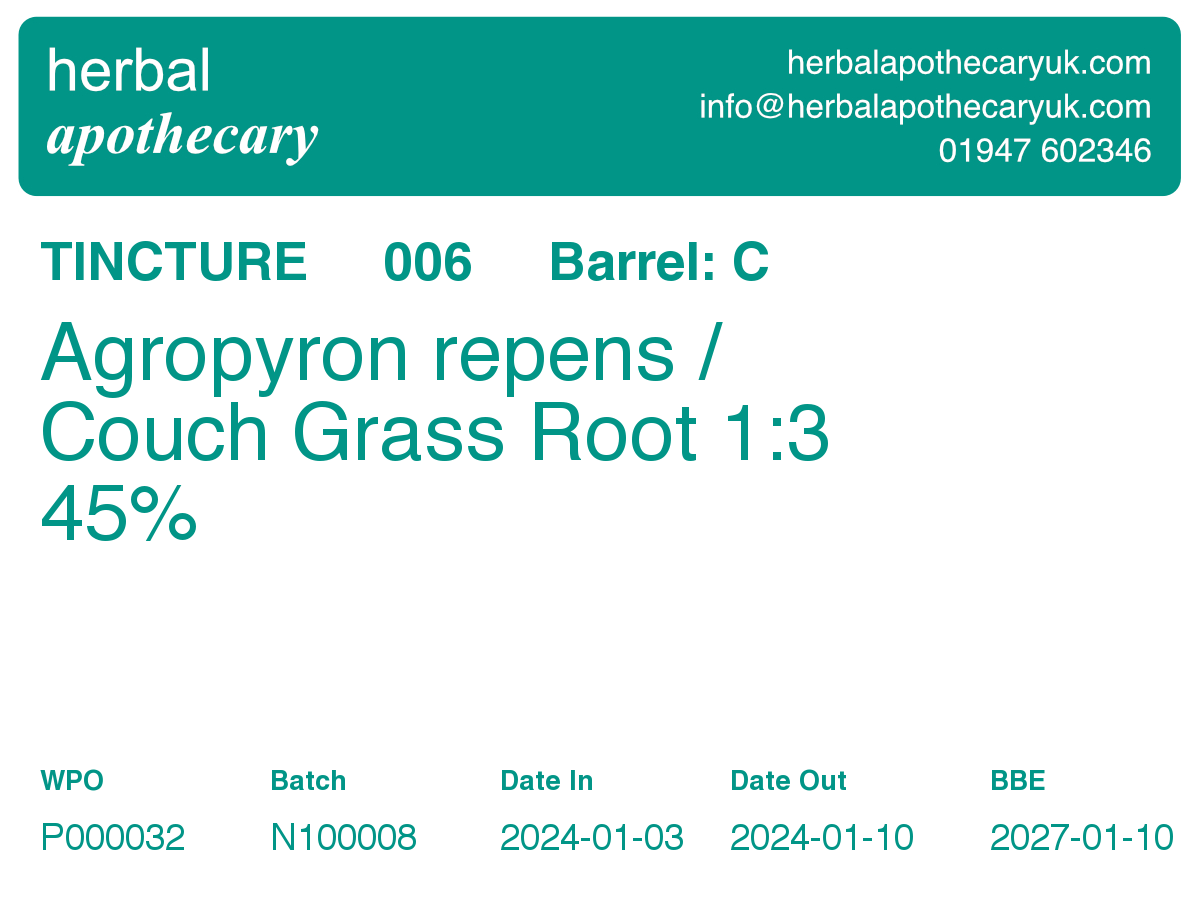 herbal
apothecary
herbalapothecaryuk.com
info@herbalapothecaryuk.com
01947 602346
TINCTURE 006 Barrel: C
Agropyron repens /
Couch Grass Root 1:3
45%
WPO Batch Date In Date Out BBE
P000032 N100008 2024-01-03 2024-01-10 2027-01-10